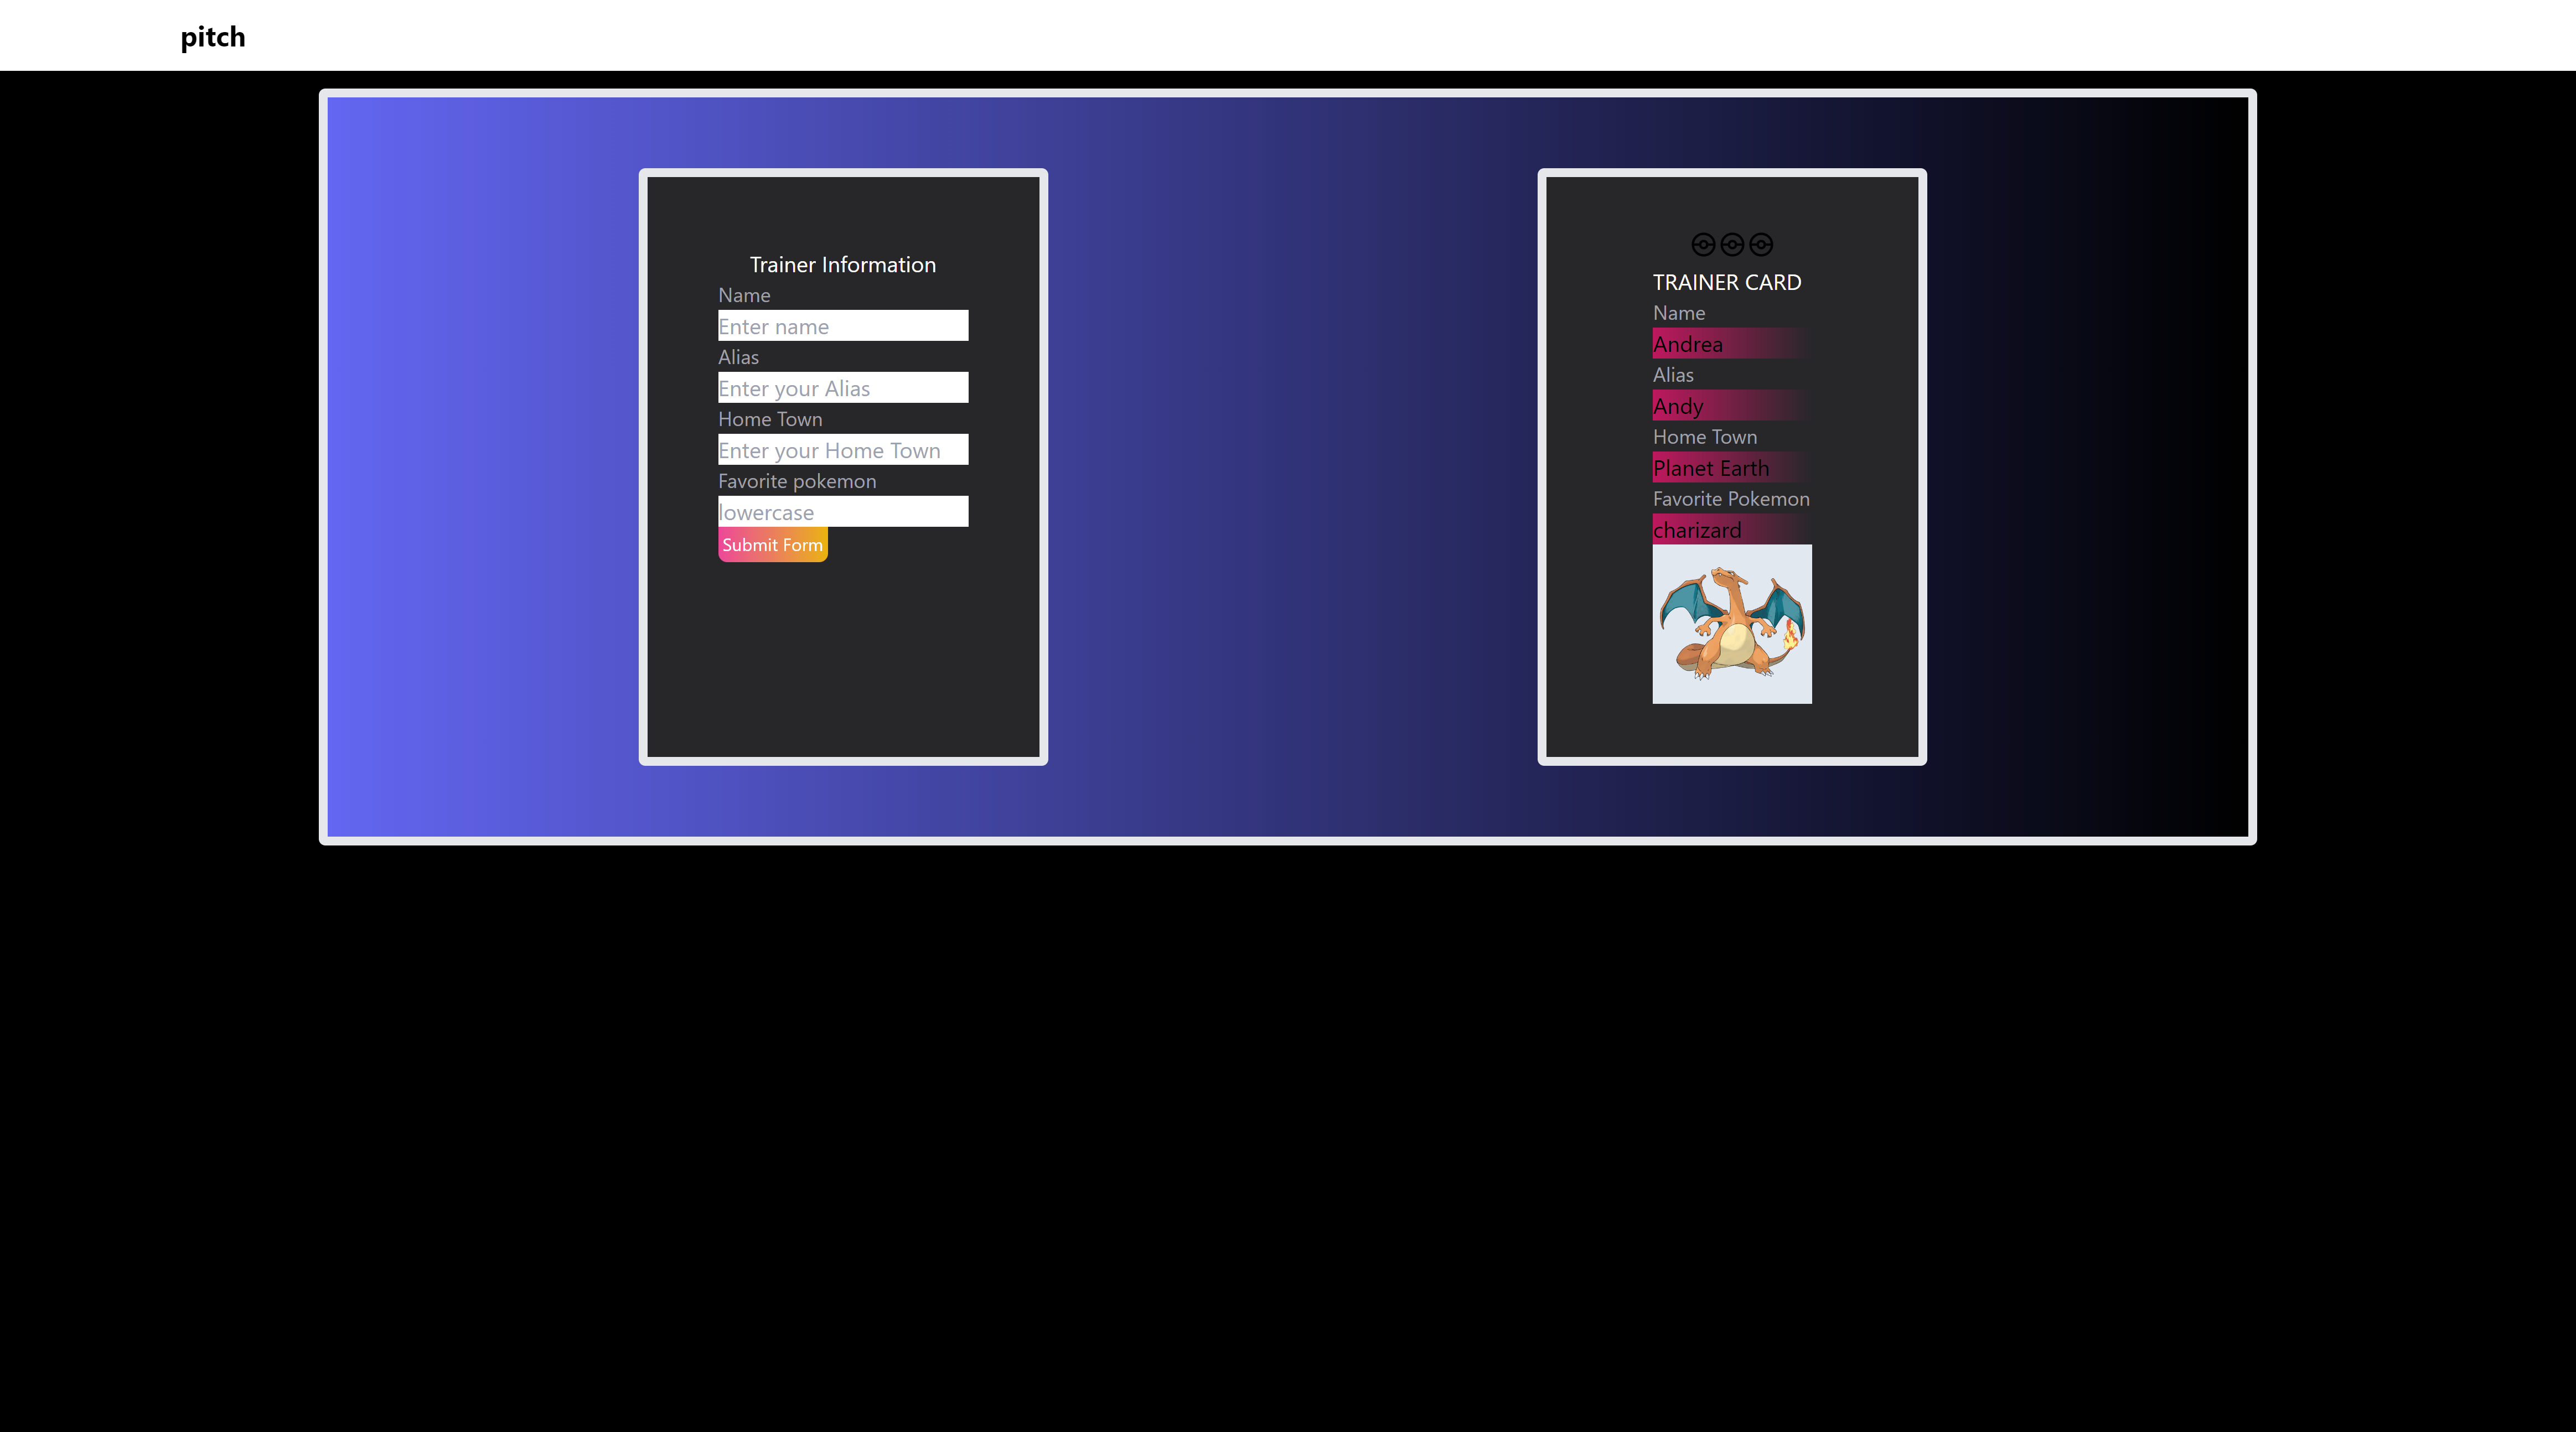 pitch
Trainer Information
Name
Enter name
Alias
Enter your Alias
Home Town
Enter your Home Town
Favorite pokemon
lowercase
Submit Form
TRAINER CARD
Name
Andrea
Alias
Andy
Home Town
Planet Earth
Favorite Pokemon
charizard